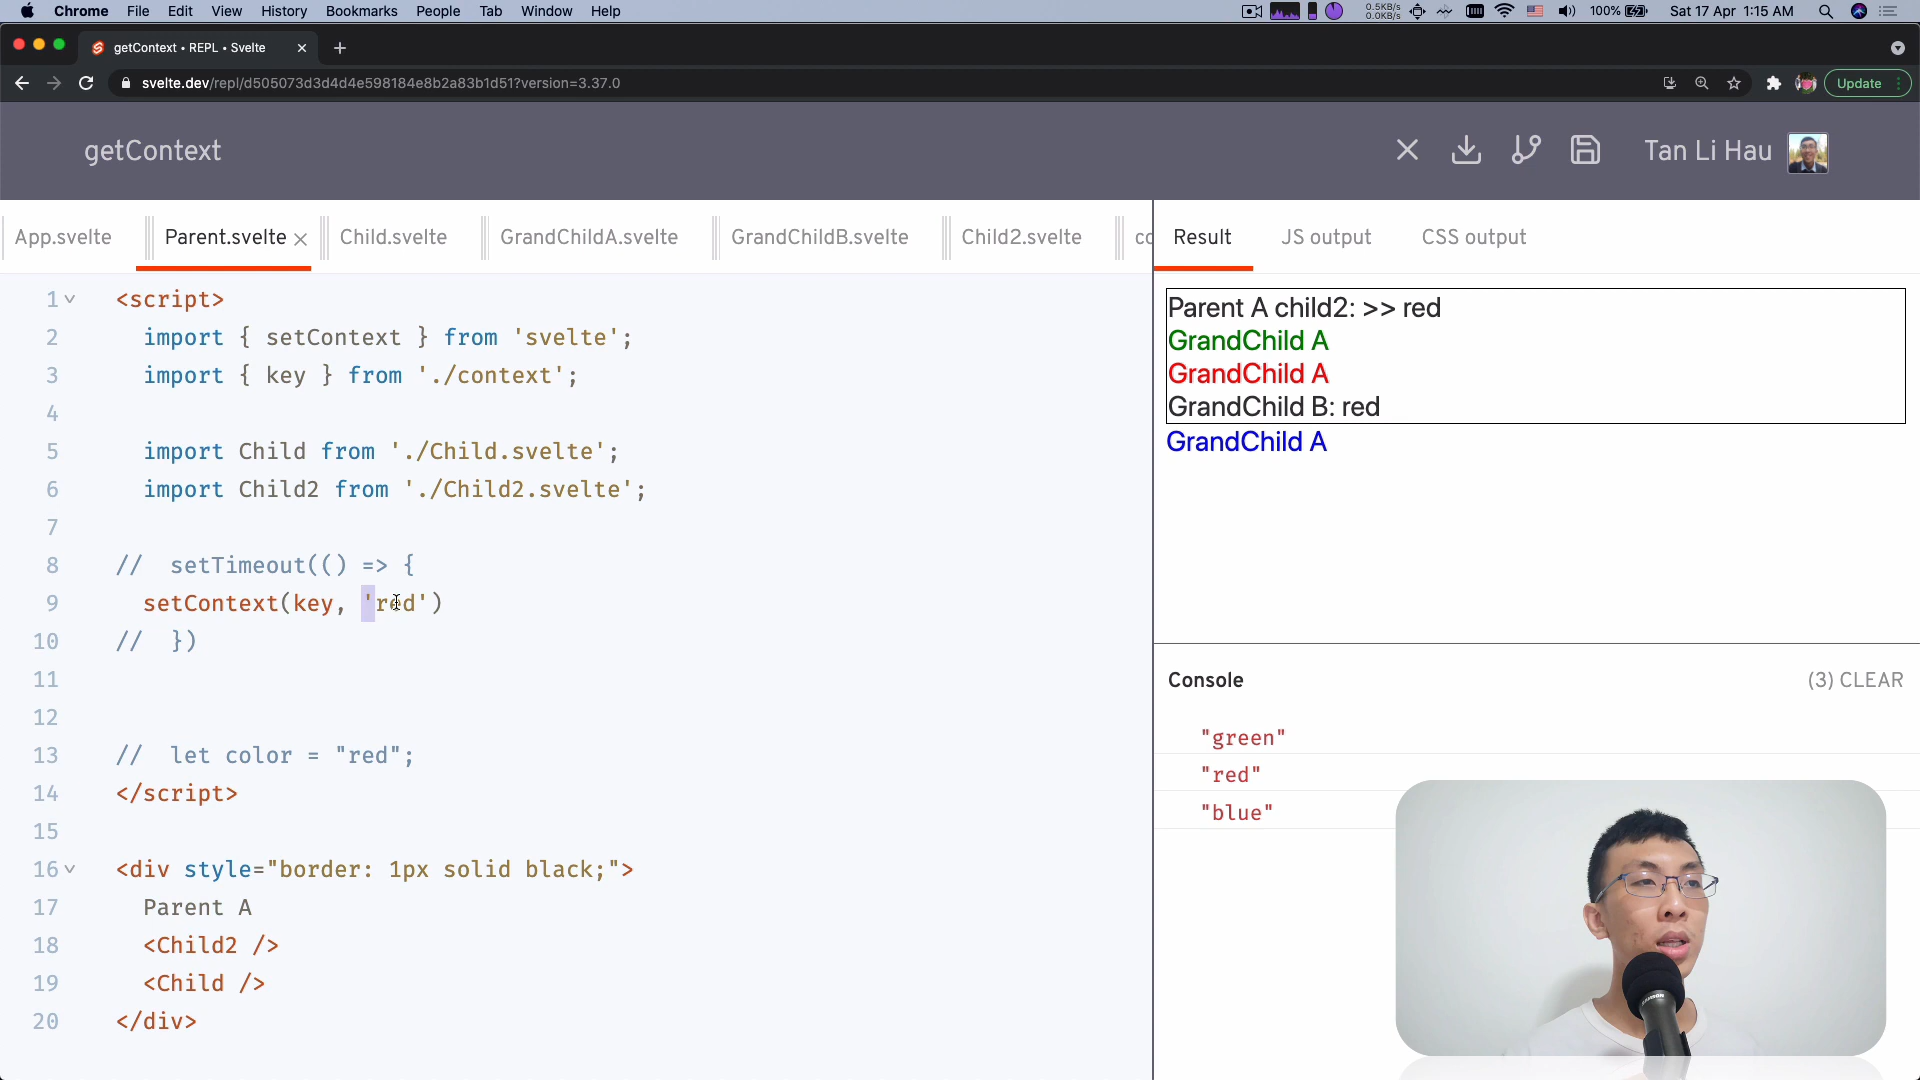 Chrome File Edit View History Bookmarks People Tab Window Help
0.5KB/s
0.0KB/s
100%
Sat 17 Apr 1:15 AM
getContext • REPL • Svelte
svelte.dev/repl/d505073d3d4d4e598184e8b2a83b1d51?version=3.37.0
Update
getContext
Tan Li Hau
App.svelte Parent.svelte Child.svelte GrandChildA.svelte GrandChildB.svelte Child2.svelte co
Result JS output CSS output
1 <script>
2 import { setContext } from 'svelte';
3 import { key } from './context';
4
5 import Child from './Child.svelte';
6 import Child2 from './Child2.svelte';
7
8 // setTimeout(() => {
9 setContext(key, 'red')
10 // })
11
12
13 // let color = "red";
14 </script>
15
16 <div style="border: 1px solid black;">
17 Parent A
18 <Child2 />
19 <Child />
20 </div>
Parent A child2: >> red
GrandChild A
GrandChild A
GrandChild B: red
GrandChild A
Console
(3) CLEAR
"green"
"red"
"blue"